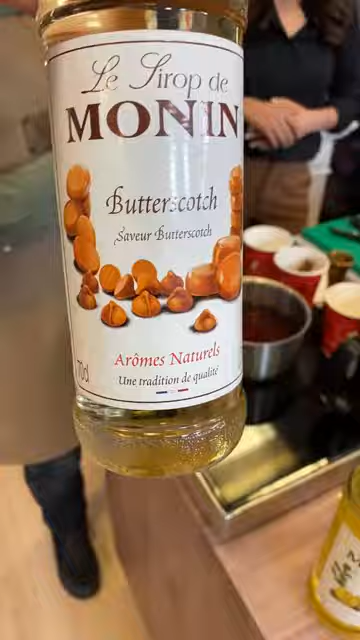 Le Sirop de
MONIN
Butterscotch
Saveur Butterscotch
Arômes Naturels
Une tradition de qualité
70cl